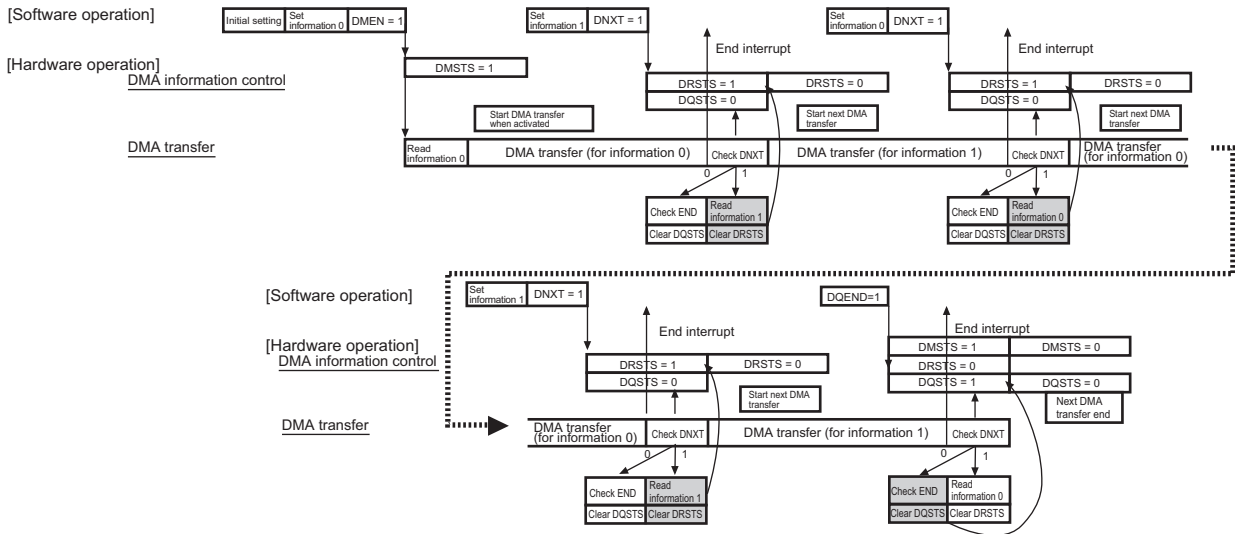 [Software operation]
Initial setting
Set
information 0
DMEN = 1
Set
information 1
DNXT = 1
Set
information 0
DNXT = 1
End interrupt
End interrupt
[Hardware operation]
DMA information control
DMSTS = 1
DRSTS = 1
DRSTS = 0
DQSTS = 0
DRSTS = 1
DRSTS = 0
DQSTS = 0
Start DMA transfer
when activated
Start next DMA
transfer
Start next DMA
transfer
DMA transfer
Read
information 0
DMA transfer (for information 0)
Check DNXT
DMA transfer (for information 1)
Check DNXT
DMA transfer
(for information 0)
0
1
0
1
Check END
Read
information 1
Clear DQSTS
Clear DRSTS
Check END
Read
information 0
Clear DQSTS
Clear DRSTS
[Software operation]
Set
information 1
DNXT = 1
DQEND=1
End interrupt
End interrupt
[Hardware operation]
DMA information control
DRSTS = 1
DRSTS = 0
DQSTS = 0
DMSTS = 1
DMSTS = 0
DRSTS = 0
DQSTS = 1
DQSTS = 0
Start next DMA
transfer
Next DMA
transfer end
DMA transfer
DMA transfer
(for information 0)
Check DNXT
DMA transfer (for information 1)
Check DNXT
0
1
0
1
Check END
Read
information 1
Clear DQSTS
Clear DRSTS
Check END
Read
information 0
Clear DQSTS
Clear DRSTS